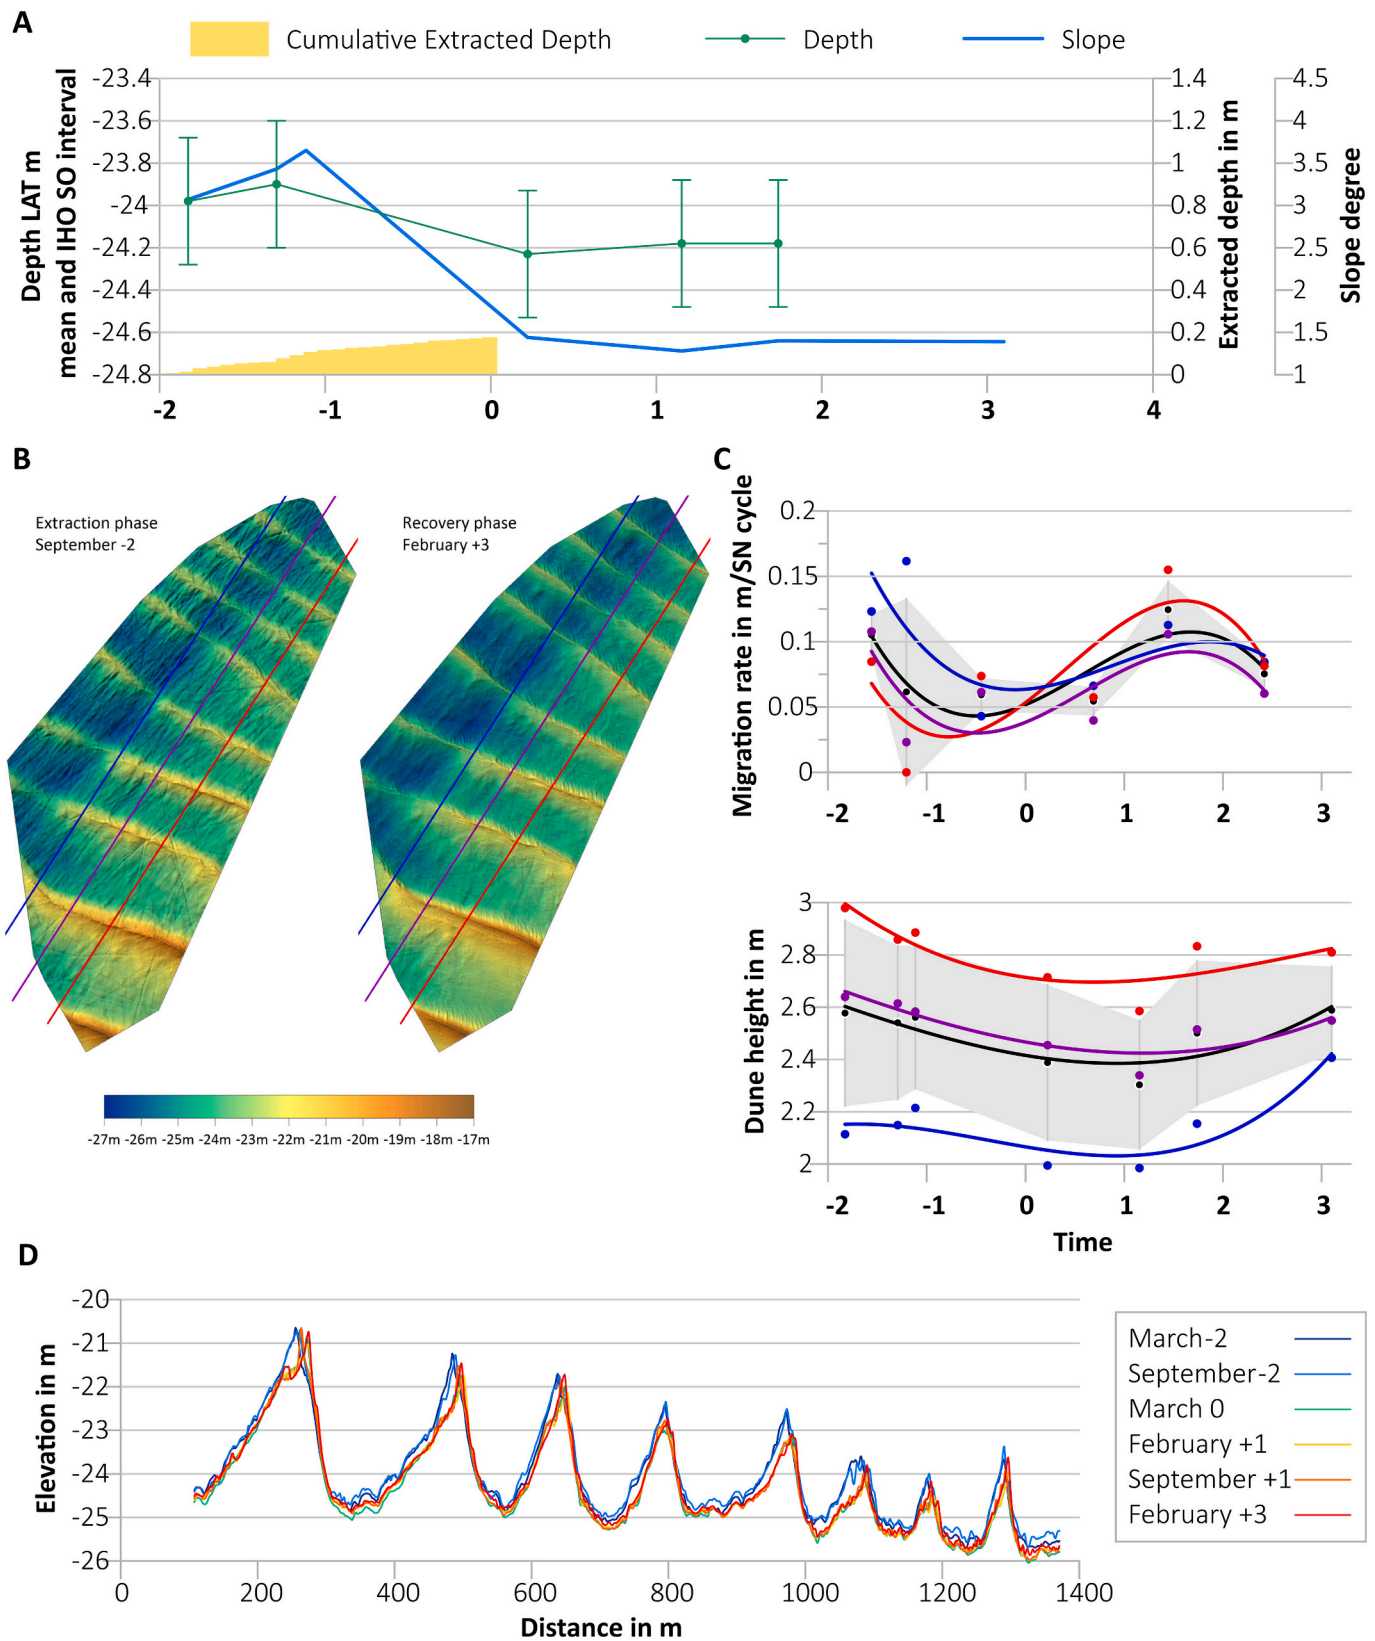 A
Cumulative Extracted Depth
Depth
Slope
Depth LAT m
mean and IHO SO interval
-23.4
-23.6
-23.8
-24
-24.2
-24.4
-24.6
-24.8
1.4
1.2
1
0.8
0.6
0.4
0.2
0
Extracted depth in m
4.5
4
3.5
3
2.5
2
1.5
1
Slope degree
-2
-1
0
1
2
3
4
B
Extraction phase
September -2
Recovery phase
February +3
-27m -26m -25m -24m -23m -22m -21m -20m -19m -18m -17m
C
Migration rate in m/SN cycle
0.2
0.15
0.1
0.05
0
-2
-1
0
1
2
3
Dune height in m
3
2.8
2.6
2.4
2.2
2
-2
-1
0
1
2
3
Time
D
Elevation in m
-20
-21
-22
-23
-24
-25
-26
0
200
400
600
800
1000
1200
1400
Distance in m
March-2
September-2
March 0
February +1
September +1
February +3